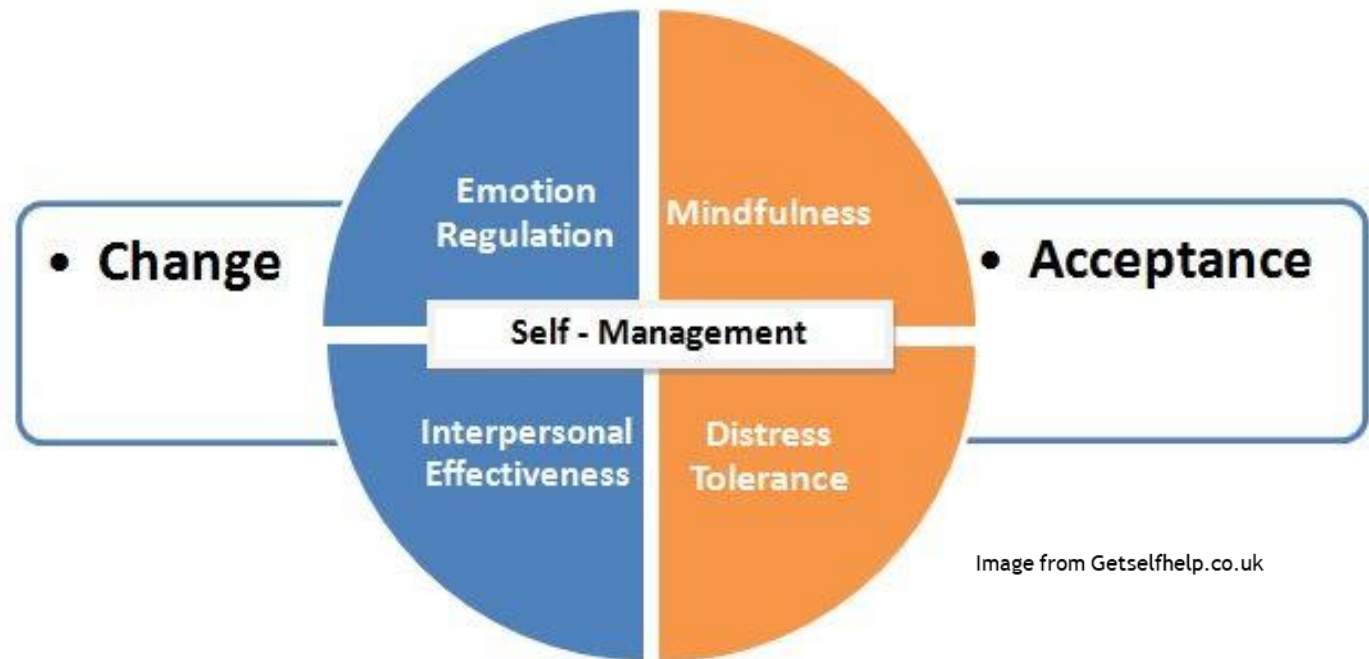 Emotion
Regulation
Mindfulness
• Change
• Acceptance
Self - Management
Interpersonal
Effectiveness
Distress
Tolerance
Image from Getselfhelp.co.uk